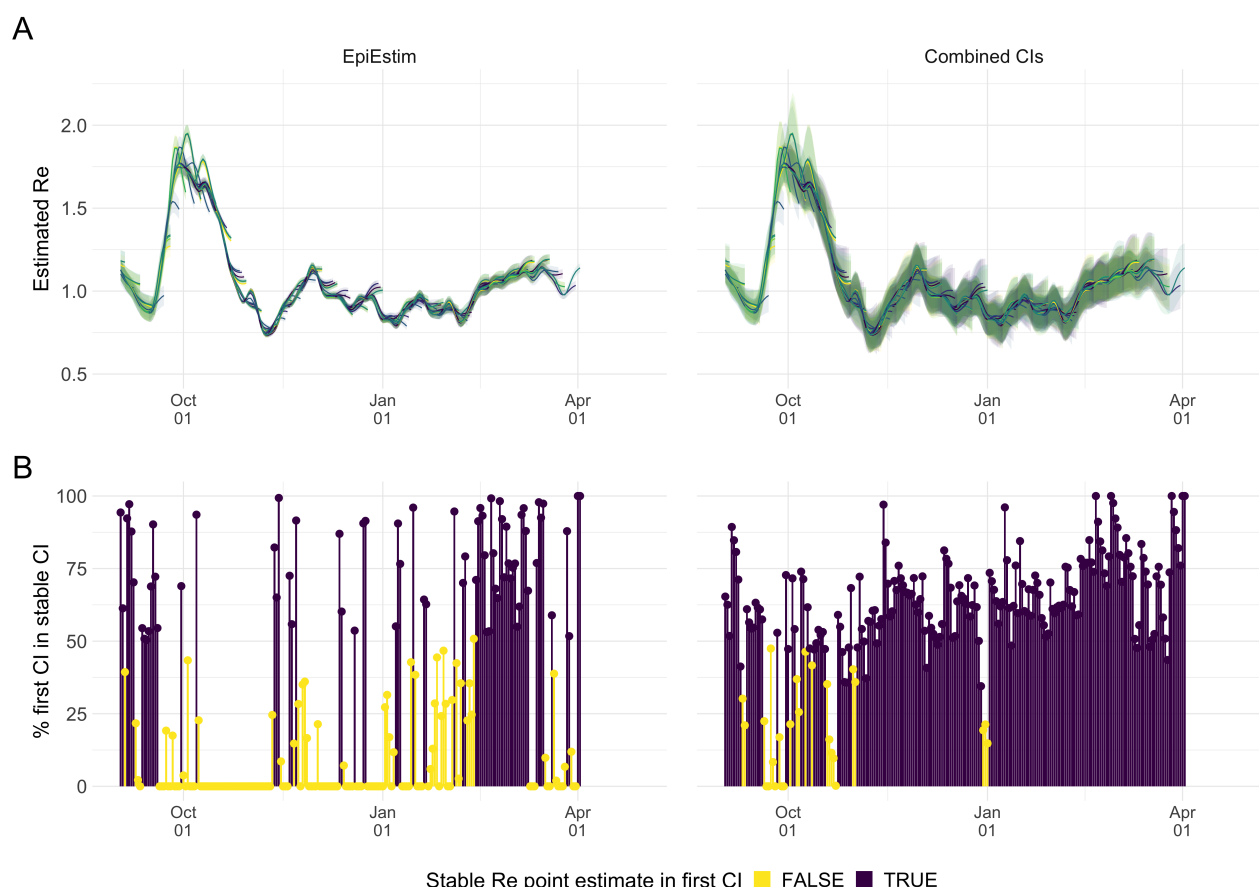 A
EpiEstim
Combined CIs
Estimated Re
2.0
1.5
1.0
0.5
Oct
01
Jan
01
Apr
01
Oct
01
Jan
01
Apr
01
B
% first CI in stable CI
100
75
50
25
0
Oct
01
Jan
01
Apr
01
Oct
01
Jan
01
Apr
01
Stable Re point estimate in first CI FALSE TRUE